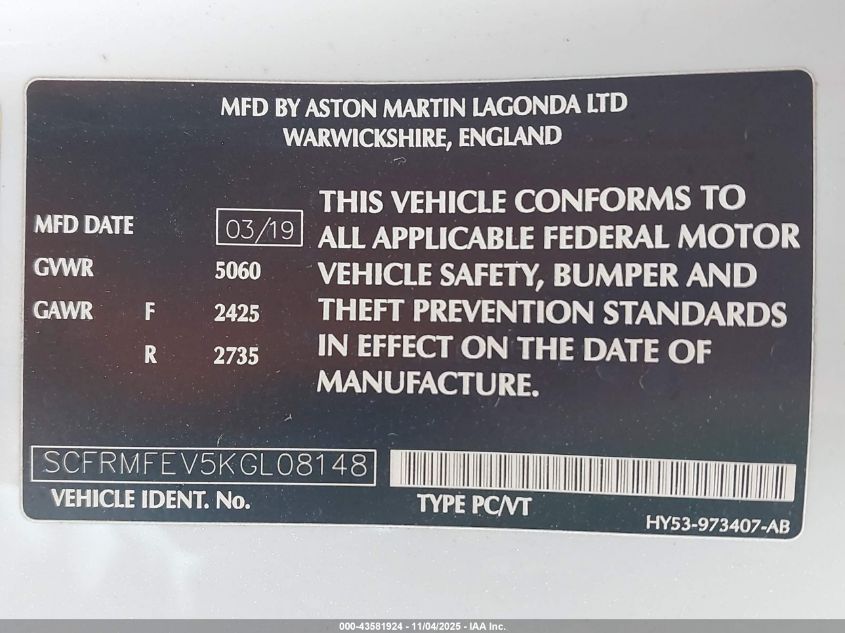 MFD BY ASTON MARTIN LAGONDA LTD
WARWICKSHIRE, ENGLAND
MFD DATE 03/19
GVWR 5060
GAWR F 2425
R 2735
THIS VEHICLE CONFORMS TO
ALL APPLICABLE FEDERAL MOTOR
VEHICLE SAFETY, BUMPER AND
THEFT PREVENTION STANDARDS
IN EFFECT ON THE DATE OF
MANUFACTURE.
SCFRMFEV5KGL08148
VEHICLE IDENT. No.
TYPE PC/VT
HY53-973407-AB
000-43581924 - 11/04/2025 - IAA Inc.